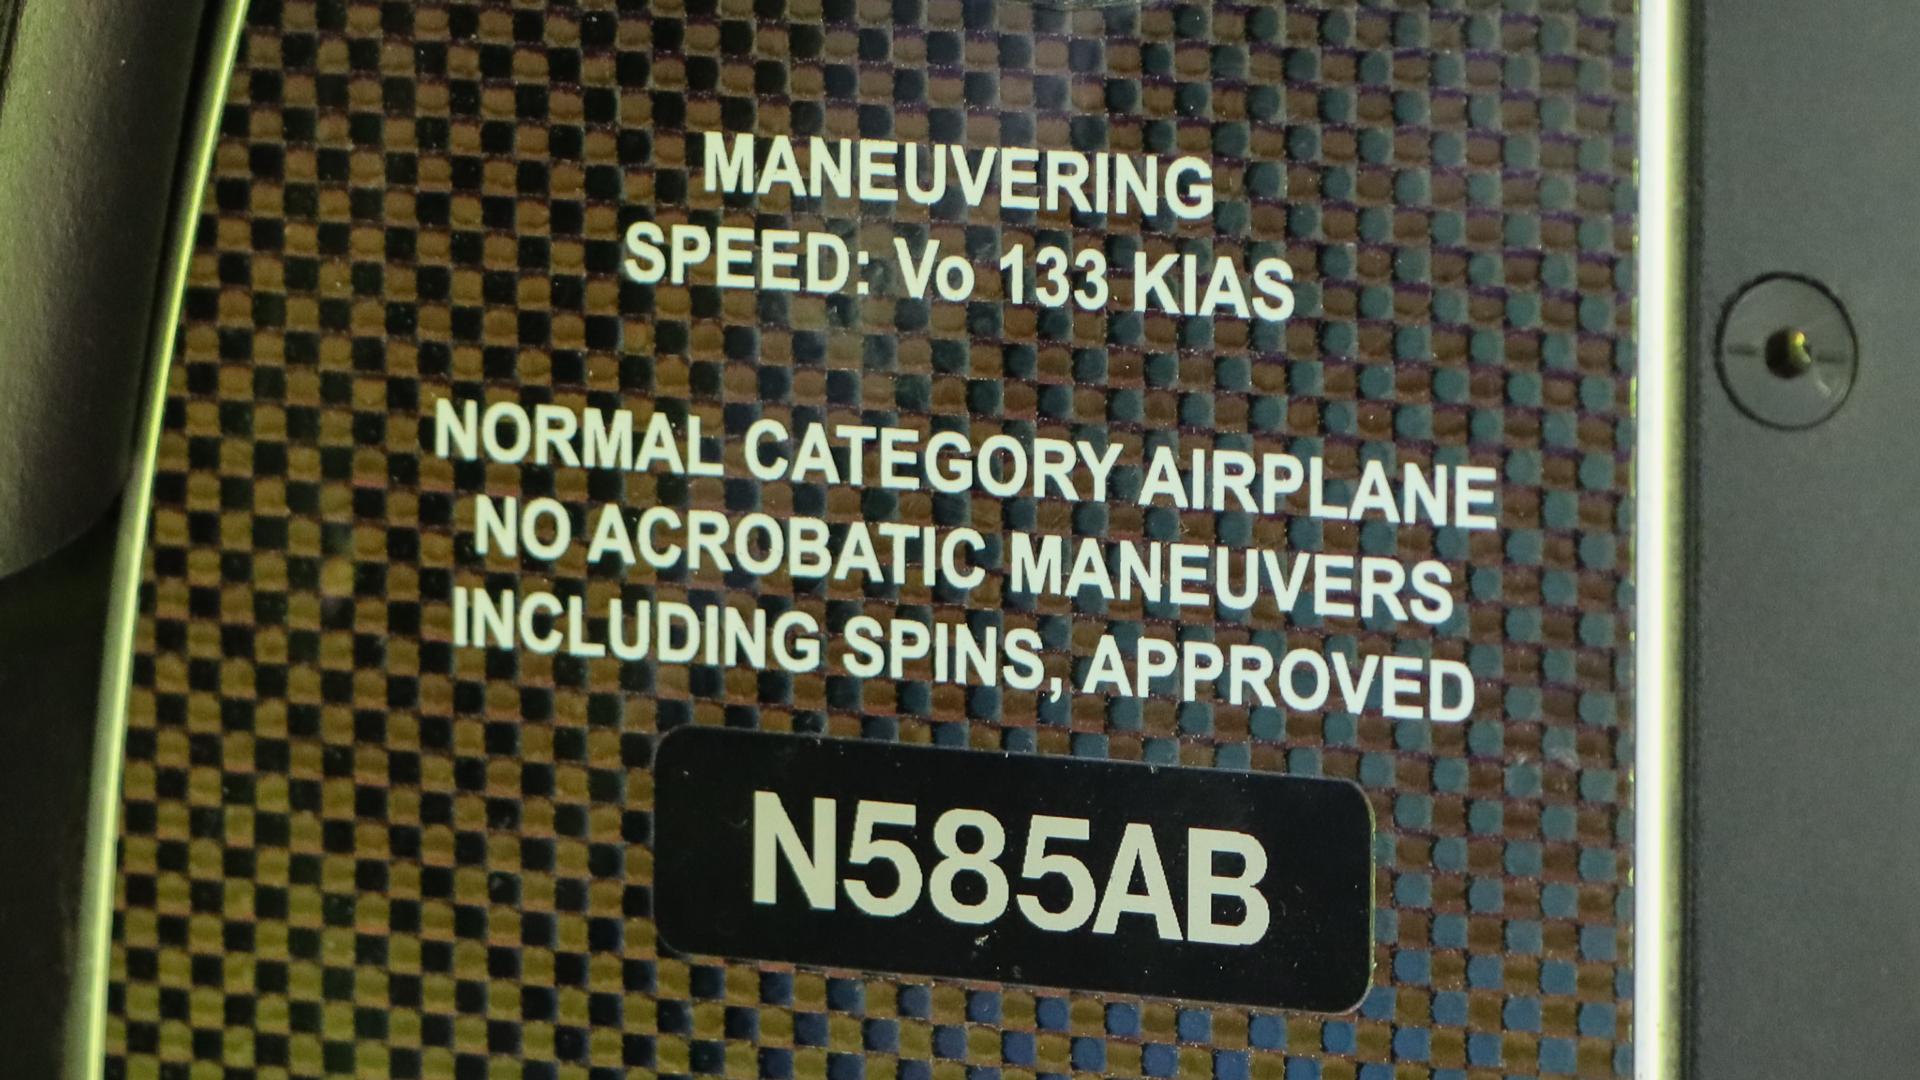 MANEUVERING
SPEED: Vo 133 KIAS
NORMAL CATEGORY AIRPLANE
NO ACROBATIC MANEUVERS
INCLUDING SPINS, APPROVED
N585AB